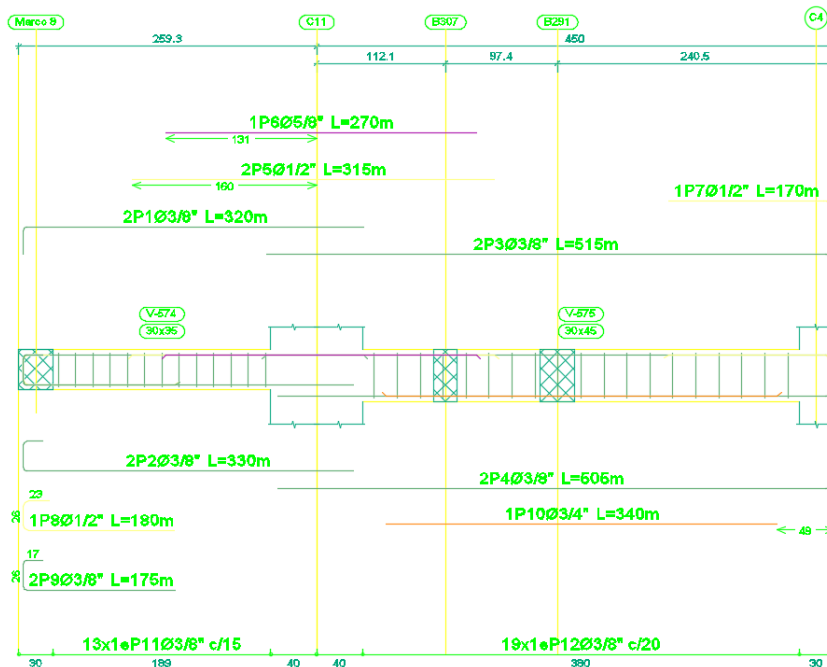 Marco 8 C11 B307 B291 C4
259.3 450
112.1 97.4 240.5
1P6Ø5/8" L=270m
131
2P5Ø1/2" L=315m
160
1P7Ø1/2" L=170m
2P1Ø3/8" L=320m
2P3Ø3/8" L=515m
V-574 V-575
30x35 30x45
2P2Ø3/8" L=330m
2P4Ø3/8" L=505m
23
26
1P8Ø1/2" L=180m
1P10Ø3/4" L=340m
49
17
26
2P9Ø3/8" L=175m
13x1eP11Ø3/8" c/15 19x1eP12Ø3/8" c/20
30 189 40 40 380 30